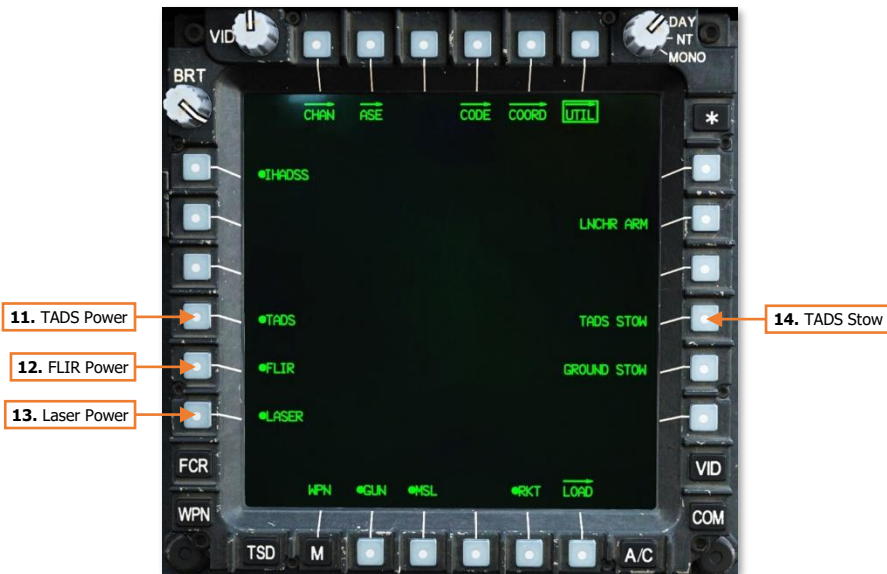 VID
DAY
NT
MONO
BRT
CHAN ASE CODE COORD UTIL
*
IHADSS
LNCHR ARM
11. TADS Power
TADS
TADS STOW
14. TADS Stow
12. FLIR Power
FLIR
GROUND STOW
13. Laser Power
LASER
FCR
VID
WPN GUN MSL RKT LOAD
WPN
COM
TSD
M
A/C